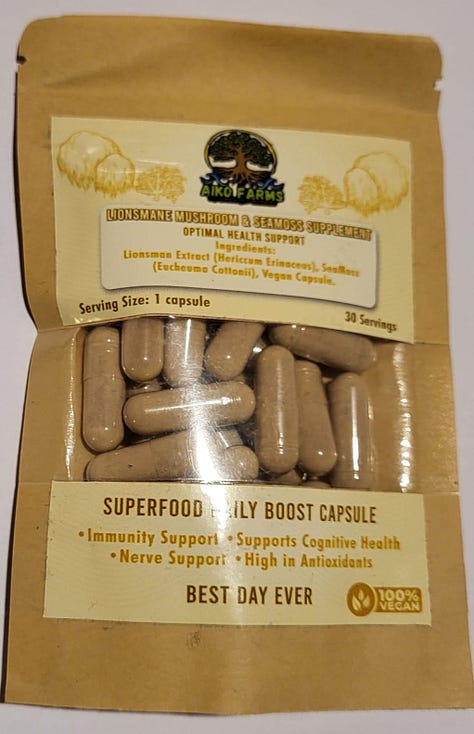 AIKO FARMS
LIONSMANE MUSHROOM & SEAMOSS SUPPLEMENT
OPTIMAL HEALTH SUPPORT
Ingredients:
Lionsman Extract (Hericcum Erinaceus), SeaMoss
(Eucheuma Cottonii), Vegan Capsule.
Serving Size: 1 capsule
30 Servings
SUPERFOOD ILY BOOST CAPSULE
• Immunity Support • Supports Cognitive Health
• Nerve Support • High in Antioxidants
BEST DAY EVER
100%
VEGAN